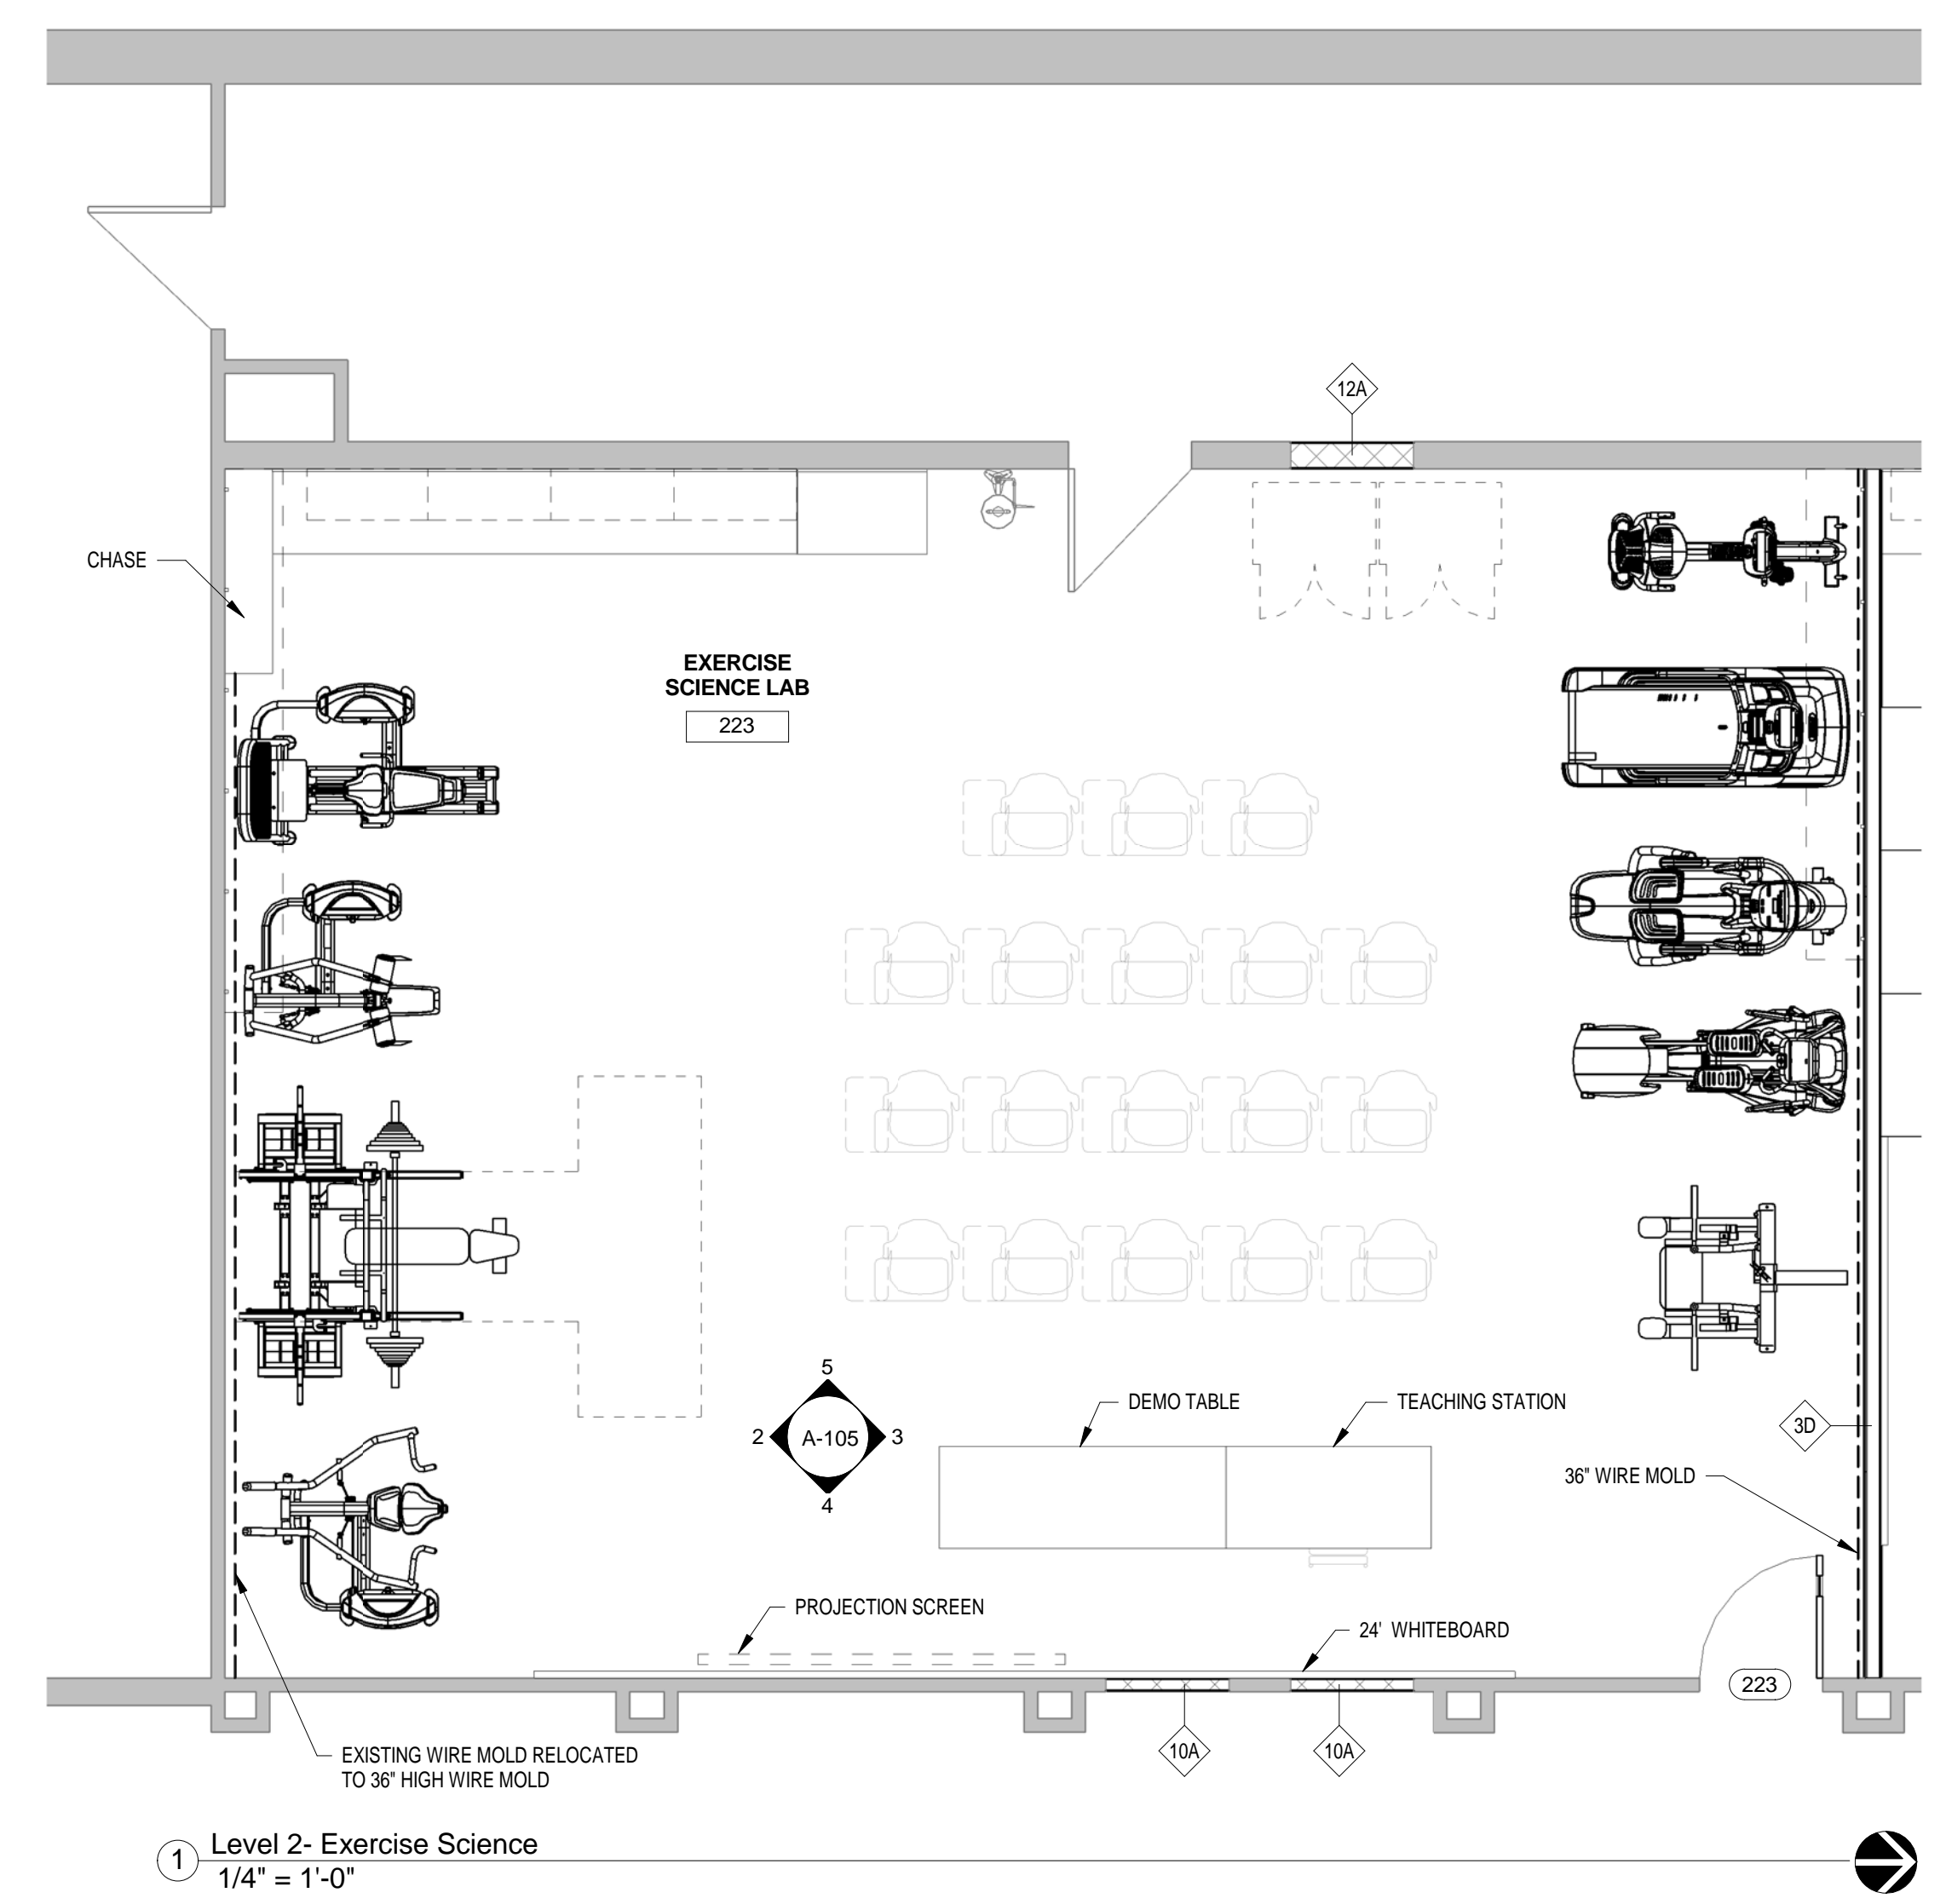 12A
CHASE
EXERCISE
SCIENCE LAB
223
5
2
A-105
3
4
DEMO TABLE
TEACHING STATION
3D
36" WIRE MOLD
PROJECTION SCREEN
24' WHITEBOARD
223
10A
10A
EXISTING WIRE MOLD RELOCATED
TO 36" HIGH WIRE MOLD
1
Level 2- Exercise Science
1/4" = 1'-0"